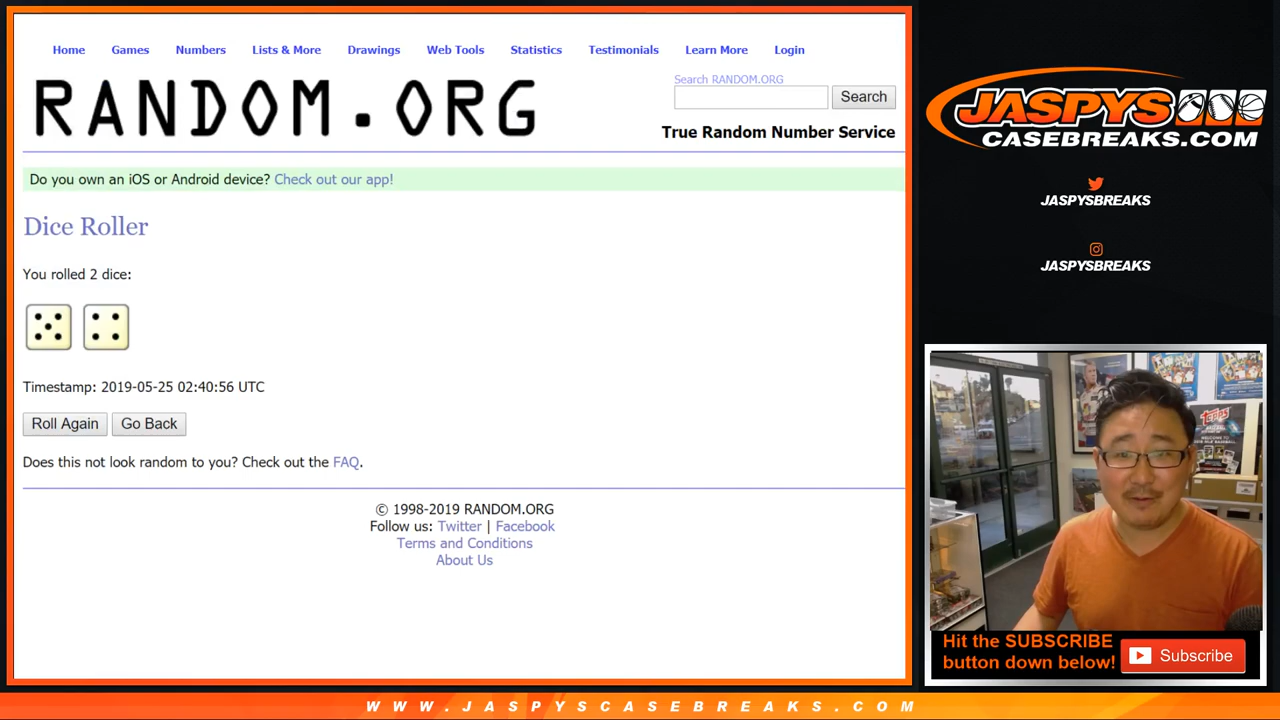 Home Games Numbers Lists & More Drawings Web Tools Statistics Testimonials Learn More Login
RANDOM.ORG
Search RANDOM.ORG
Search
True Random Number Service
Do you own an iOS or Android device? Check out our app!
Dice Roller
You rolled 2 dice:
Timestamp: 2019-05-25 02:40:56 UTC
Roll Again Go Back
Does this not look random to you? Check out the FAQ.
© 1998-2019 RANDOM.ORG
Follow us: Twitter | Facebook
Terms and Conditions
About Us
JASPYS
CASEBREAKS.COM
JASPYSBREAKS
JASPYSBREAKS
Topps
Hit the SUBSCRIBE
button down below!
Subscribe
WWW.JASPYSCASEBREAKS.COM